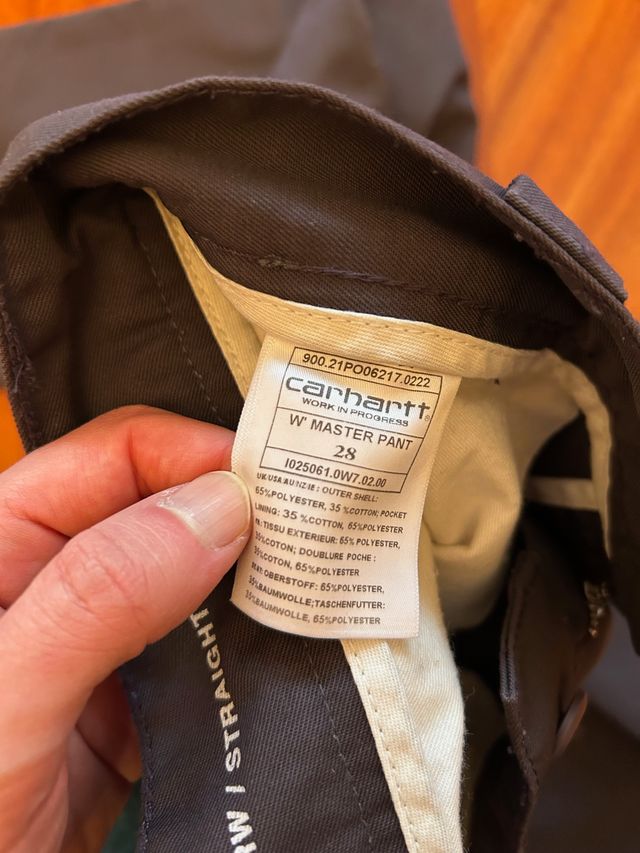 900.21PO06217.0222
carhartt
WORK IN PROGRESS
W' MASTER PANT
28
I025061.0W7.02.00
UK/USA/AU/NZ/IE: OUTER SHELL:
65%POLYESTER, 35%COTTON; POCKET
LINING: 35%COTTON, 65%POLYESTER
TISSU EXTERIEUR: 65% POLYESTER,
35%COTON; DOUBLURE POCHE :
35%COTON, 65%POLYESTER
OBERSTOFF: 65%POLYESTER,
35%BAUMWOLLE;TASCHENFUTTER:
35%BAUMWOLLE, 65%POLYESTER
RW / STRAIGHT